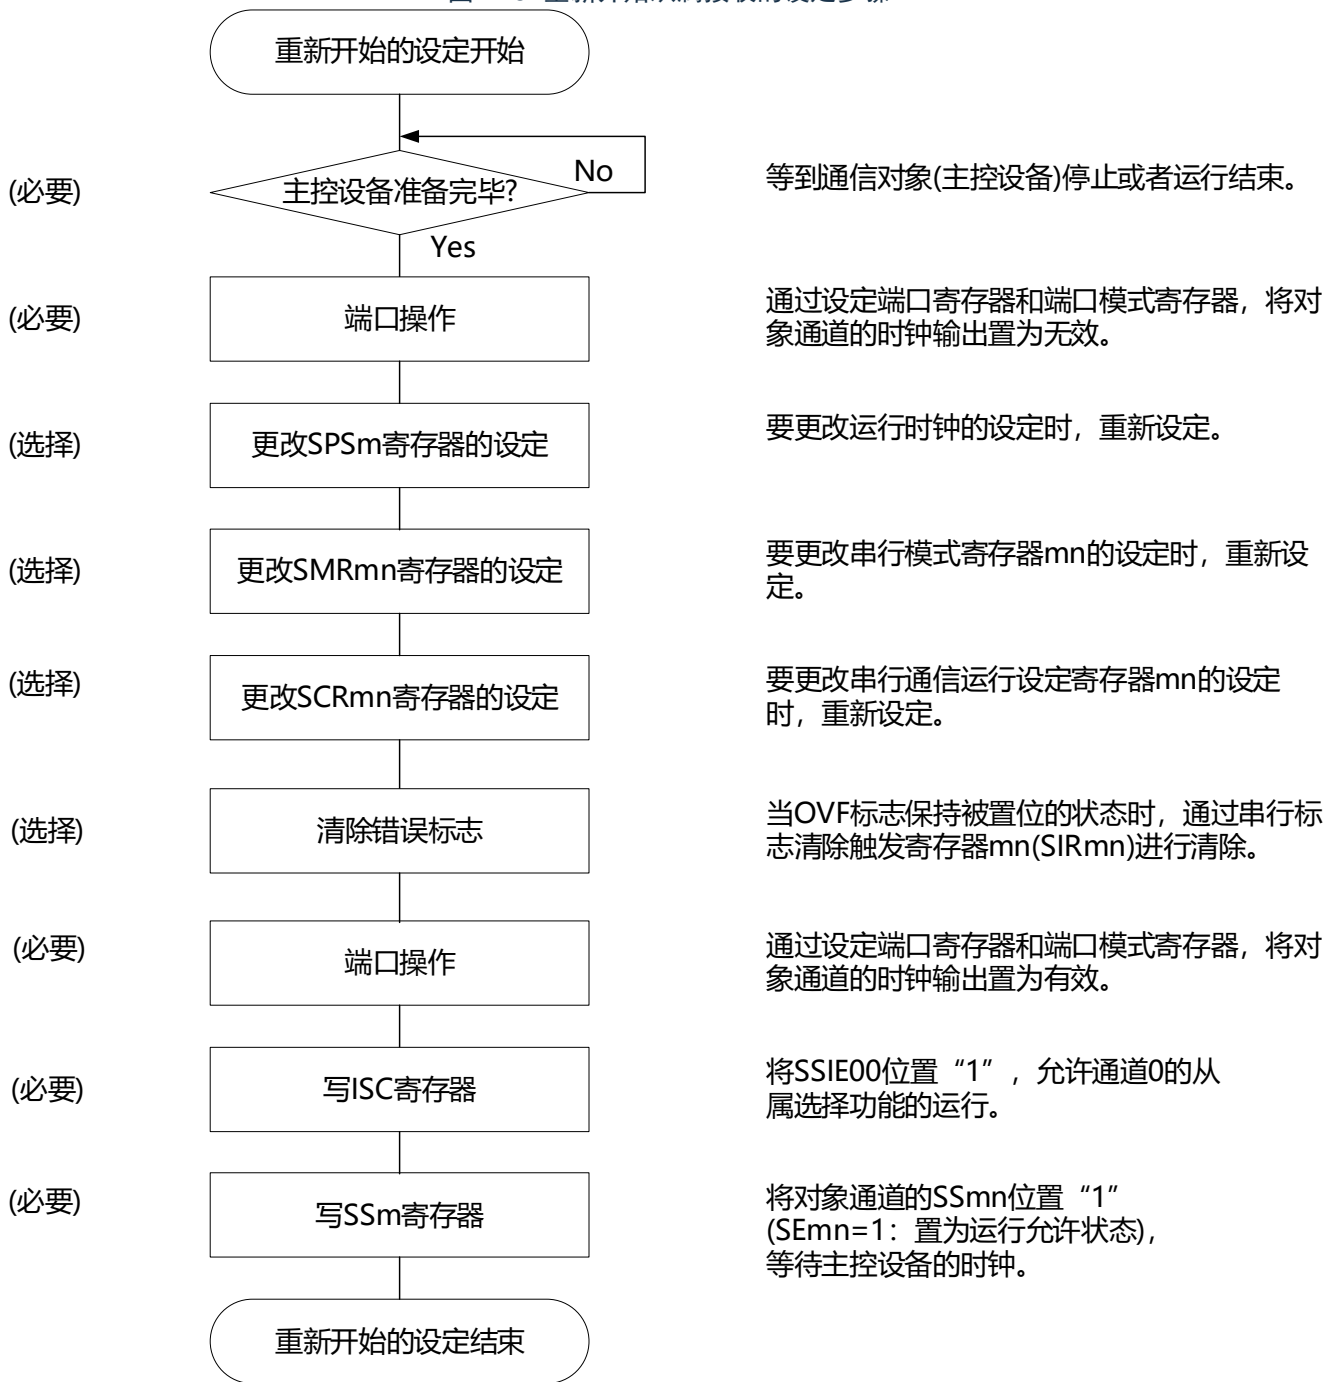 重新开始的设定开始
No
(必要)
主控设备准备完毕?
等到通信对象(主控设备)停止或者运行结束。
Yes
(必要)
端口操作
通过设定端口寄存器和端口模式寄存器，将对
象通道的时钟输出置为无效。
(选择)
更改SPSm寄存器的设定
要更改运行时钟的设定时，重新设定。
(选择)
更改SMRmn寄存器的设定
要更改串行模式寄存器mn的设定时，重新设
定。
(选择)
更改SCRmn寄存器的设定
要更改串行通信运行设定寄存器mn的设定
时，重新设定。
(选择)
清除错误标志
当OVF标志保持被置位的状态时，通过串行标
志清除触发寄存器mn(SIRmn)进行清除。
(必要)
端口操作
通过设定端口寄存器和端口模式寄存器，将对
象通道的时钟输出置为有效。
(必要)
写ISC寄存器
将SSIE00位置“1”，允许通道0的从
属选择功能的运行。
(必要)
写SSm寄存器
将对象通道的SSmn位置“1”
(SEmn=1：置为运行允许状态)，
等待主控设备的时钟。
重新开始的设定结束